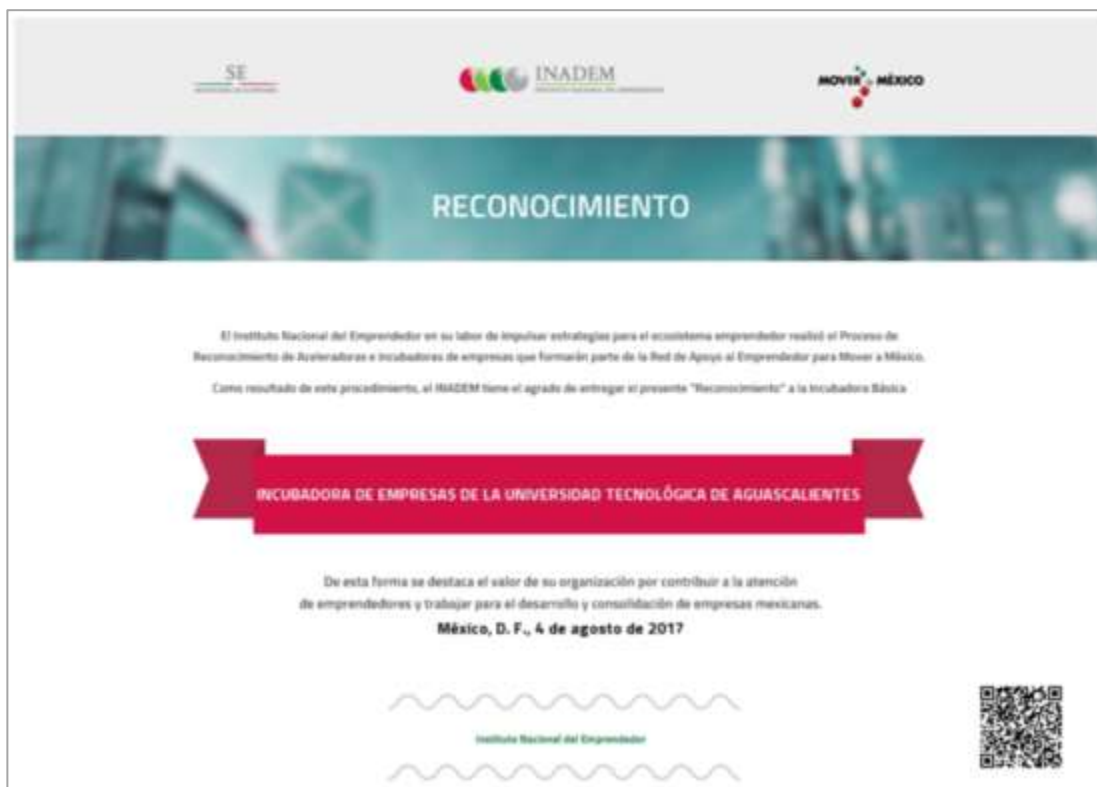 SE
INADEM
MOVER MÉXICO
RECONOCIMIENTO
El Instituto Nacional del Emprendedor en su labor de impulsar estrategias para el ecosistema emprendedor realizó el Proceso de
Reconocimiento de Aceleradoras e Incubadoras de empresas que formarán parte de la Red de Apoyo al Emprendedor para Mover a México.
Como resultado de este procedimiento, el INADEM tiene el agrado de entregar el presente "Reconocimiento" a la Incubadora Básica
INCUBADORA DE EMPRESAS DE LA UNIVERSIDAD TECNOLÓGICA DE AGUASCALIENTES
De esta forma se destaca el valor de su organización por contribuir a la atención
de emprendedores y trabajar para el desarrollo y consolidación de empresas mexicanas.
México, D. F., 4 de agosto de 2017
Instituto Nacional del Emprendedor